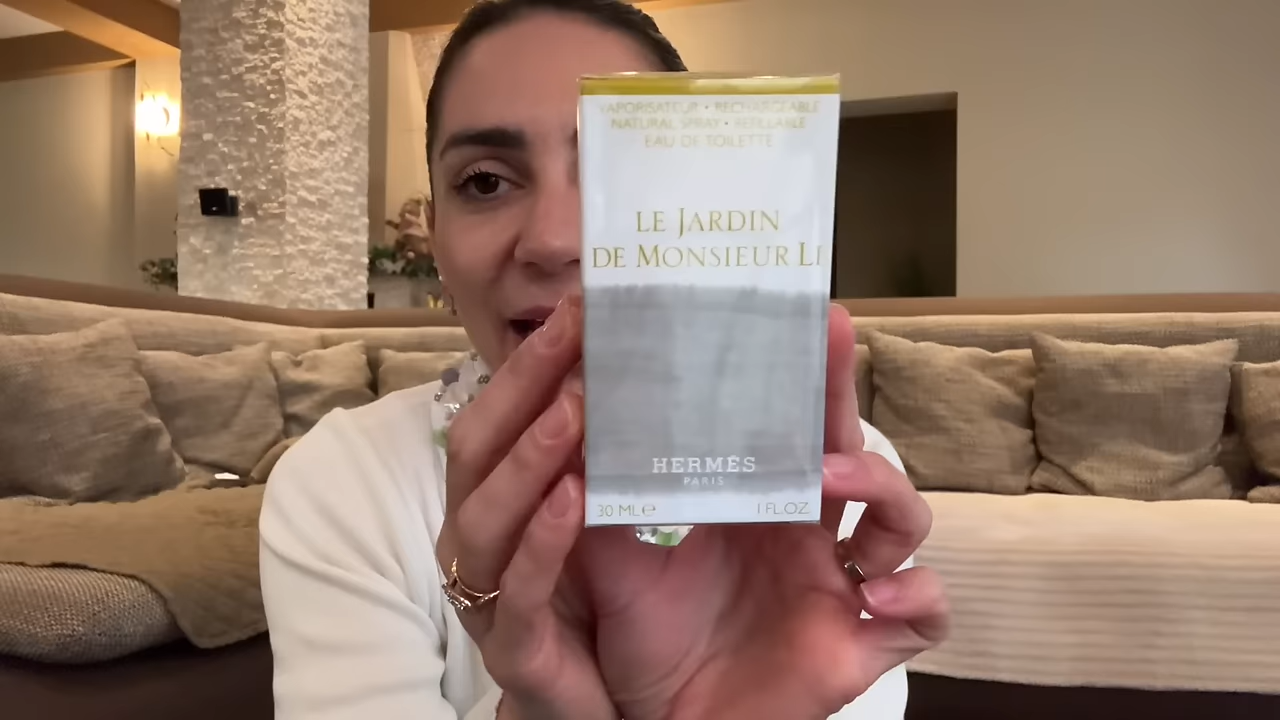 VAPORISATEUR • RECHARGEABLE
NATURAL SPRAY • REFILLABLE
EAU DE TOILETTE
LE JARDIN
DE MONSIEUR LI
HERMÈS
PARIS
30 ML℮
1 FL.OZ